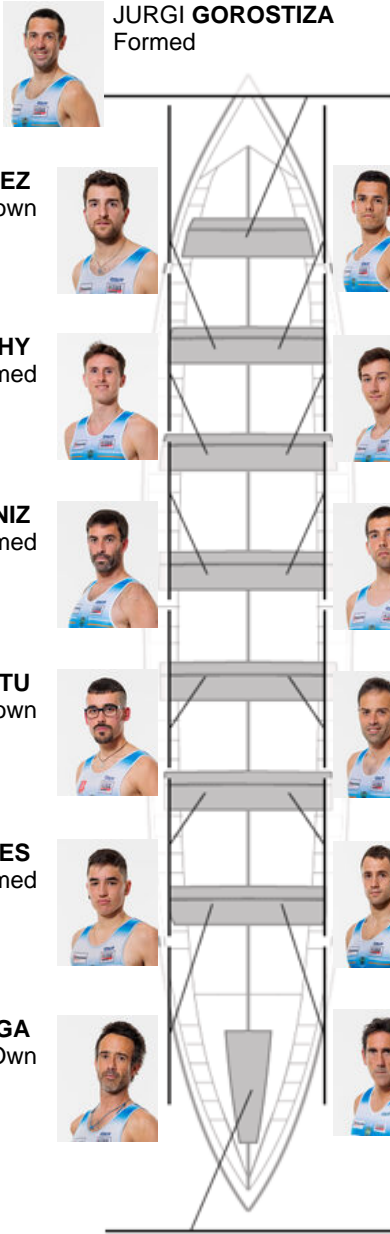 JURGI GOROSTIZA
Formed
EZ
own
HY
med
NIZ
med
TU
own
ES
med
GA
Own